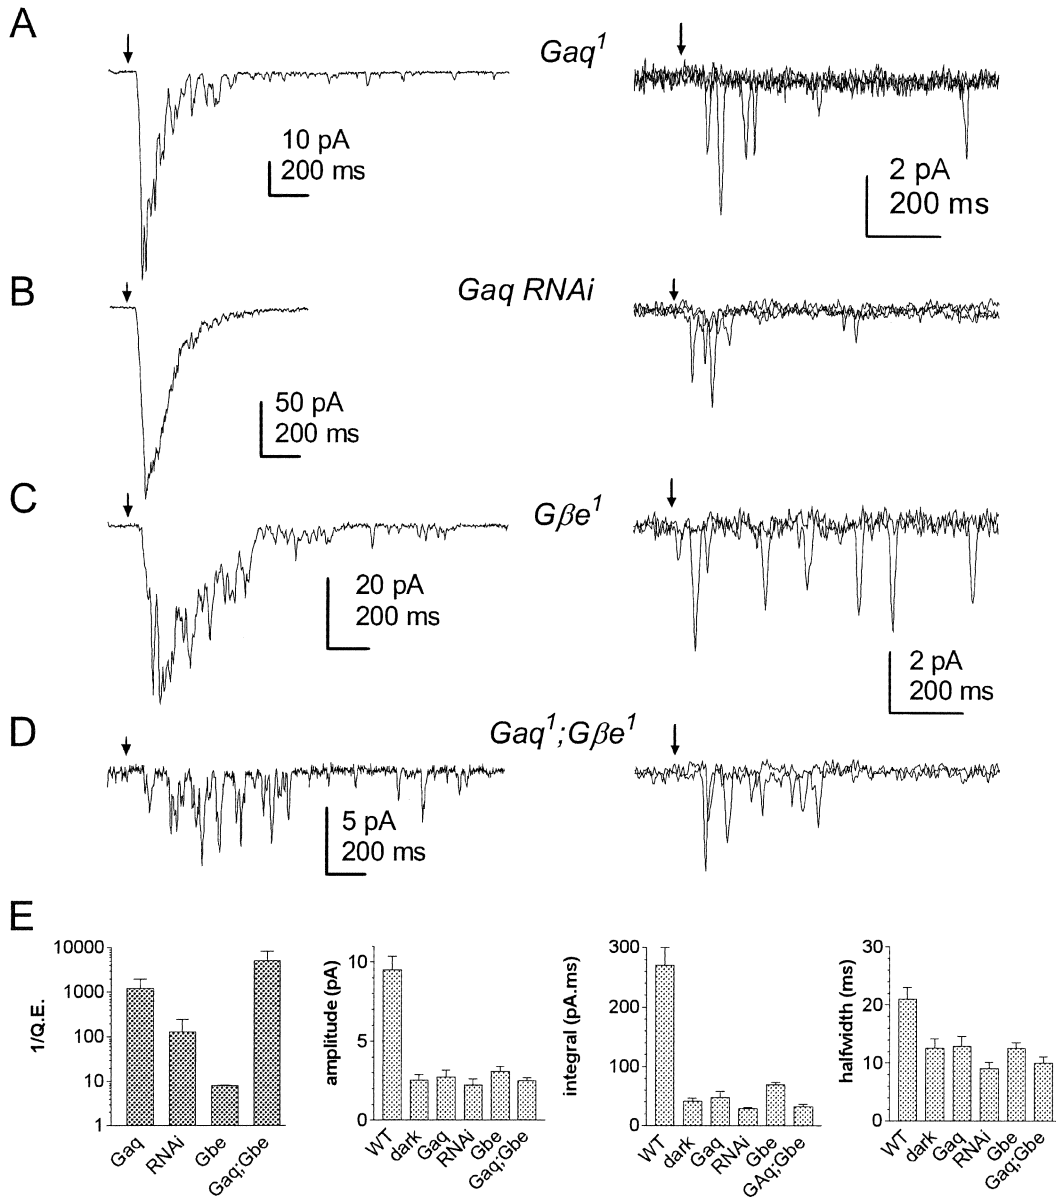 A
Gaq¹
10 pA
200 ms
2 pA
200 ms
B
Gaq RNAi
50 pA
200 ms
C
Gβe¹
20 pA
200 ms
2 pA
200 ms
D
Gaq¹;Gβe¹
5 pA
200 ms
E
1/Q.E.
10000
1000
100
10
1
Gaq
RNAi
Gbe
Gaq;Gbe
amplitude (pA)
10
5
0
WT
dark
Gaq
RNAi
Gbe
Gaq;Gbe
integral (pA.ms)
300
200
100
0
WT
dark
Gaq
RNAi
Gbe
GAq;Gbe
halfwidth (ms)
30
20
10
0
WT
dark
Gaq
RNAi
Gbe
Gaq;Gbe